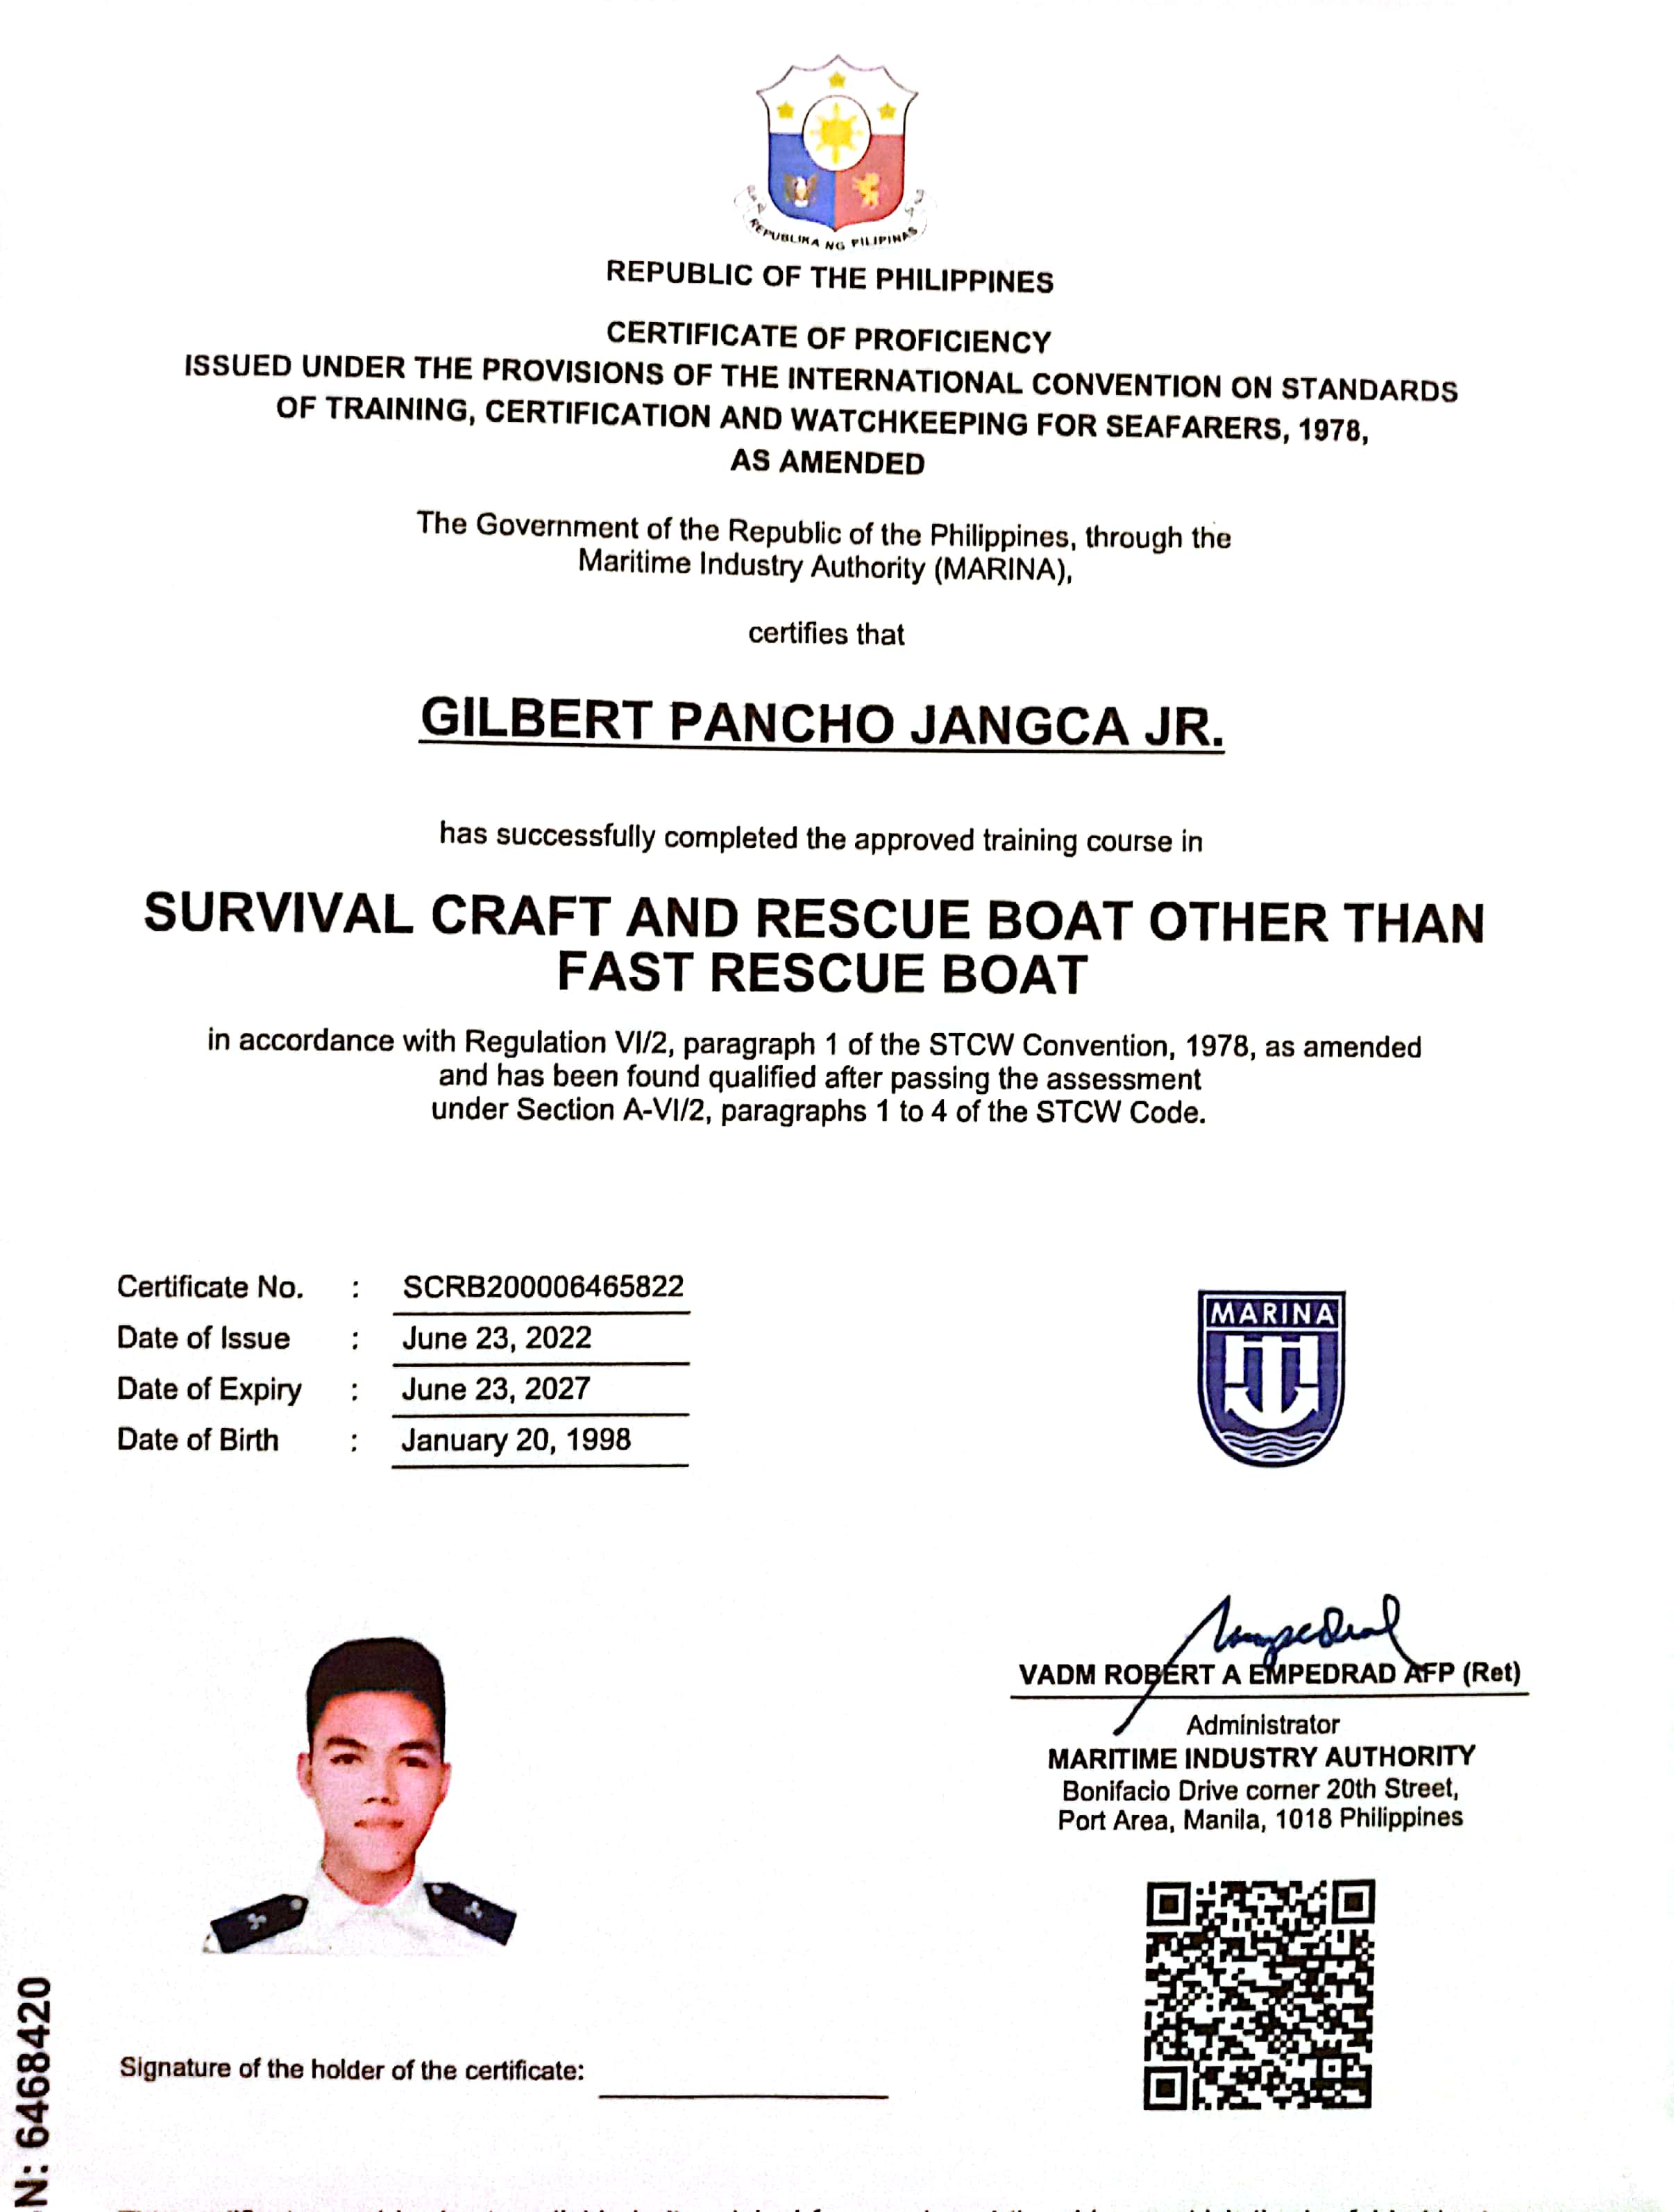 REPUBLIKA NG PILIPINAS
REPUBLIC OF THE PHILIPPINES
CERTIFICATE OF PROFICIENCY
ISSUED UNDER THE PROVISIONS OF THE INTERNATIONAL CONVENTION ON STANDARDS
OF TRAINING, CERTIFICATION AND WATCHKEEPING FOR SEAFARERS, 1978,
AS AMENDED
The Government of the Republic of the Philippines, through the
Maritime Industry Authority (MARINA),
certifies that
GILBERT PANCHO JANGCA JR.
has successfully completed the approved training course in
SURVIVAL CRAFT AND RESCUE BOAT OTHER THAN
FAST RESCUE BOAT
in accordance with Regulation VI/2, paragraph 1 of the STCW Convention, 1978, as amended
and has been found qualified after passing the assessment
under Section A-VI/2, paragraphs 1 to 4 of the STCW Code.
Certificate No. : SCRB200006465822
Date of Issue : June 23, 2022
Date of Expiry : June 23, 2027
Date of Birth : January 20, 1998
MARINA
VADM ROBERT A EMPEDRAD AFP (Ret)
Administrator
MARITIME INDUSTRY AUTHORITY
Bonifacio Drive corner 20th Street,
Port Area, Manila, 1018 Philippines
Signature of the holder of the certificate:
N: 6468420